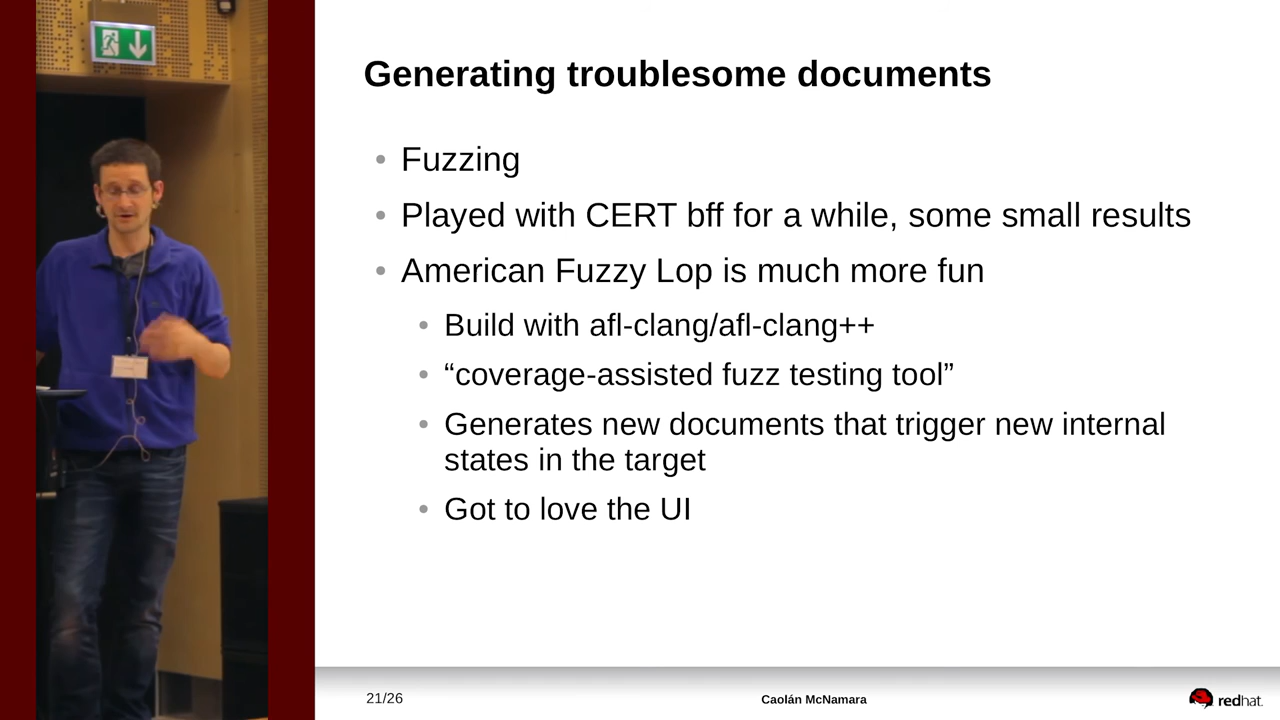 Generating troublesome documents
Fuzzing
Played with CERT bff for a while, some small results
American Fuzzy Lop is much more fun
Build with afl-clang/afl-clang++
“coverage-assisted fuzz testing tool”
Generates new documents that trigger new internal
states in the target
Got to love the UI
21/26
Caolán McNamara
redhat.